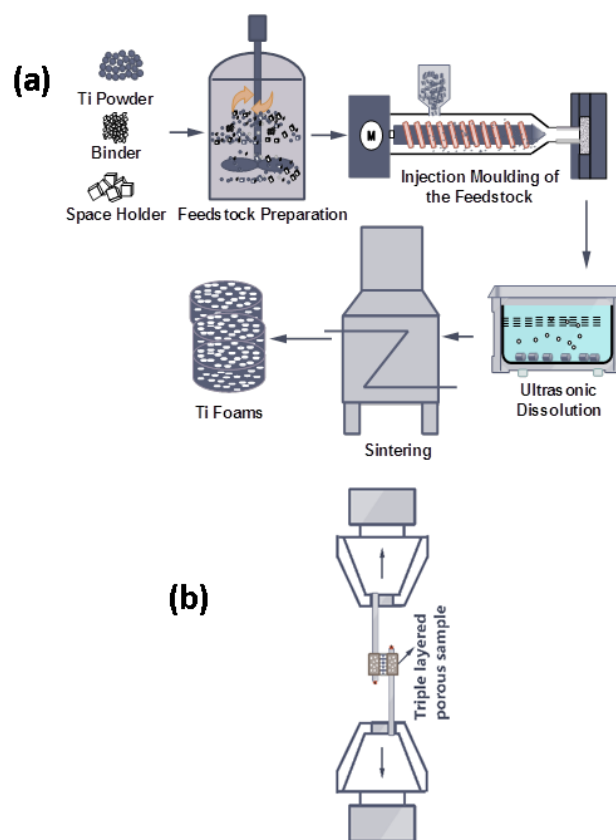 (a)
Ti Powder
Binder
Space Holder
Feedstock Preparation
M
Injection Moulding of
the Feedstock
Ti Foams
Sintering
Ultrasonic
Dissolution
(b)
Triple layered
porous sample